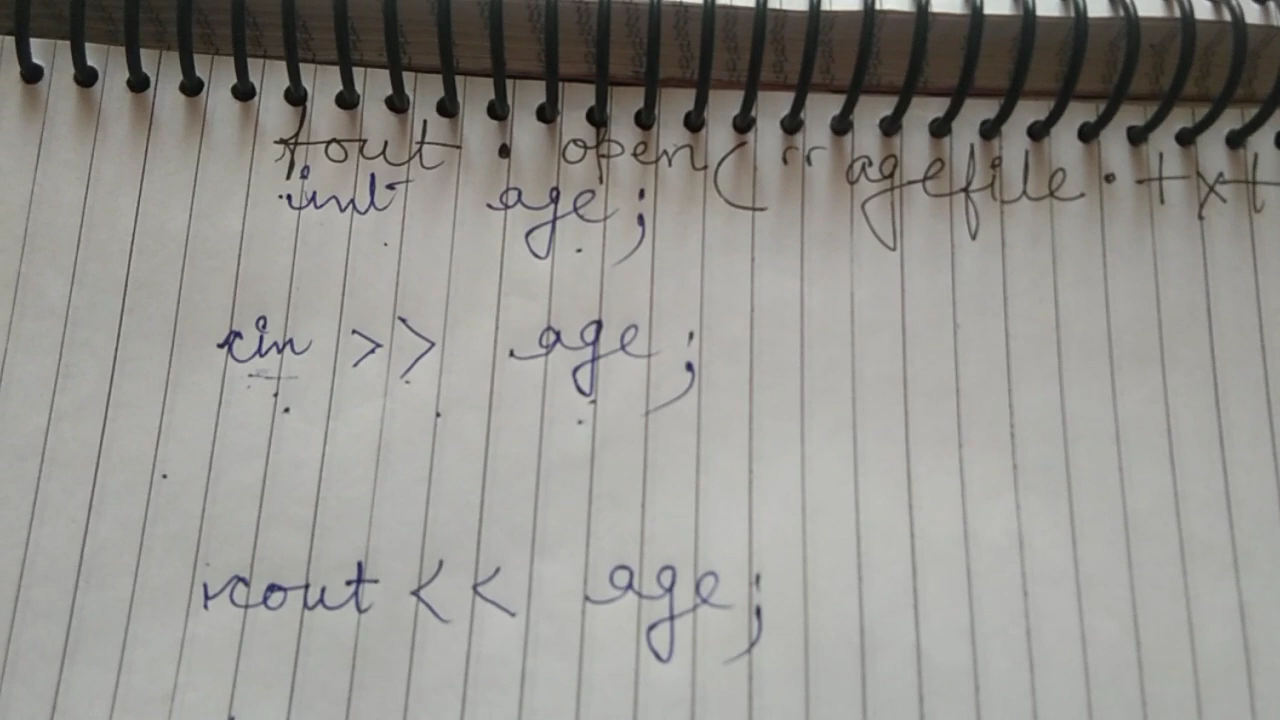 fout . open( "agefile.txt
int age;
cin >> age;
cout << age;